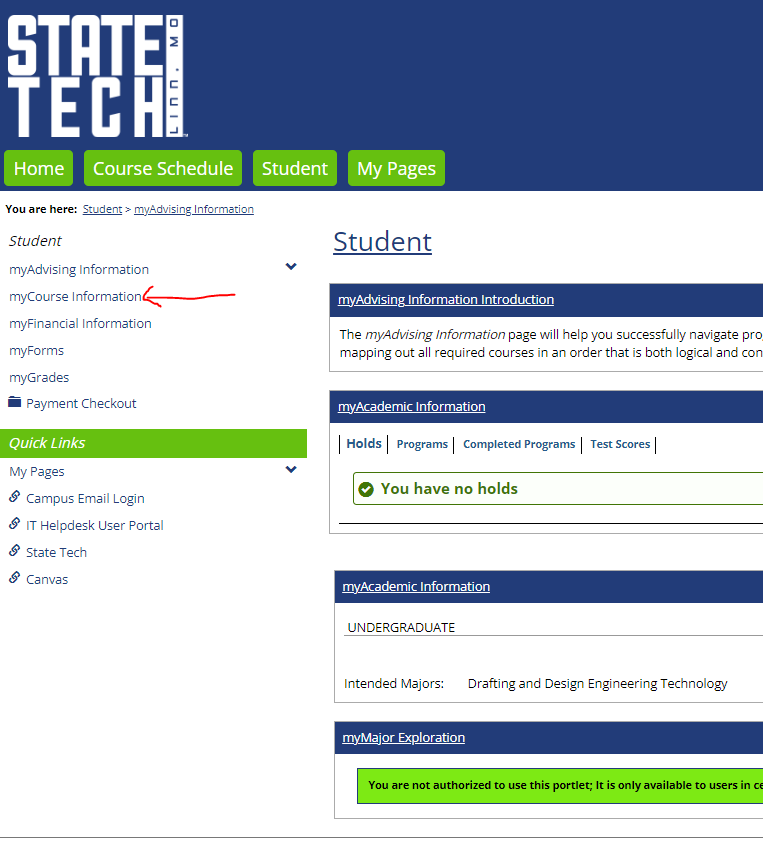 STATE
TECH
LINN. MO
™
Home
Course Schedule
Student
My Pages
You are here: Student > myAdvising Information
Student
myAdvising Information
myCourse Information
myFinancial Information
myForms
myGrades
Payment Checkout
Quick Links
My Pages
Campus Email Login
IT Helpdesk User Portal
State Tech
Canvas
Student
myAdvising Information Introduction
The myAdvising Information page will help you successfully navigate pro
mapping out all required courses in an order that is both logical and con
myAcademic Information
Holds
Programs
Completed Programs
Test Scores
You have no holds
myAcademic Information
UNDERGRADUATE
Intended Majors: Drafting and Design Engineering Technology
myMajor Exploration
You are not authorized to use this portlet; It is only available to users in ce